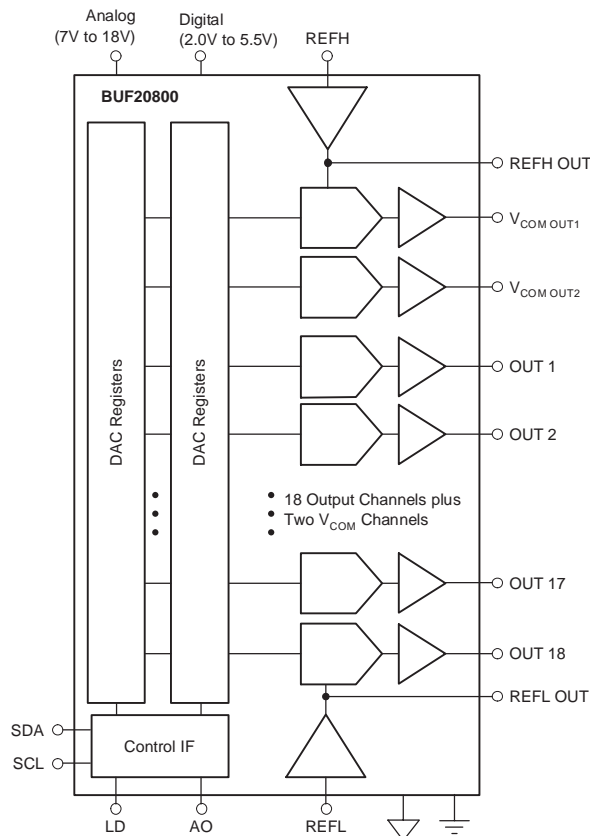 Analog
(7V to 18V)
Digital
(2.0V to 5.5V)
REFH
BUF20800
REFH OUT
VCOM OUT1
VCOM OUT2
OUT 1
OUT 2
DAC Registers
DAC Registers
18 Output Channels plus
Two VCOM Channels
OUT 17
OUT 18
REFL OUT
SDA
SCL
Control IF
LD
AO
REFL